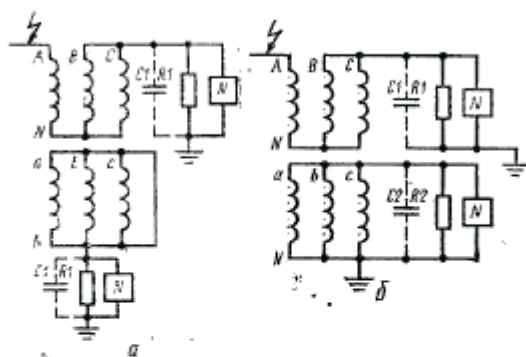 A B C C1 R1 N
N
a b c
b
C1 R1 N
a
A B C C1 R1 N
N
a b c C2 R2 N
N
б